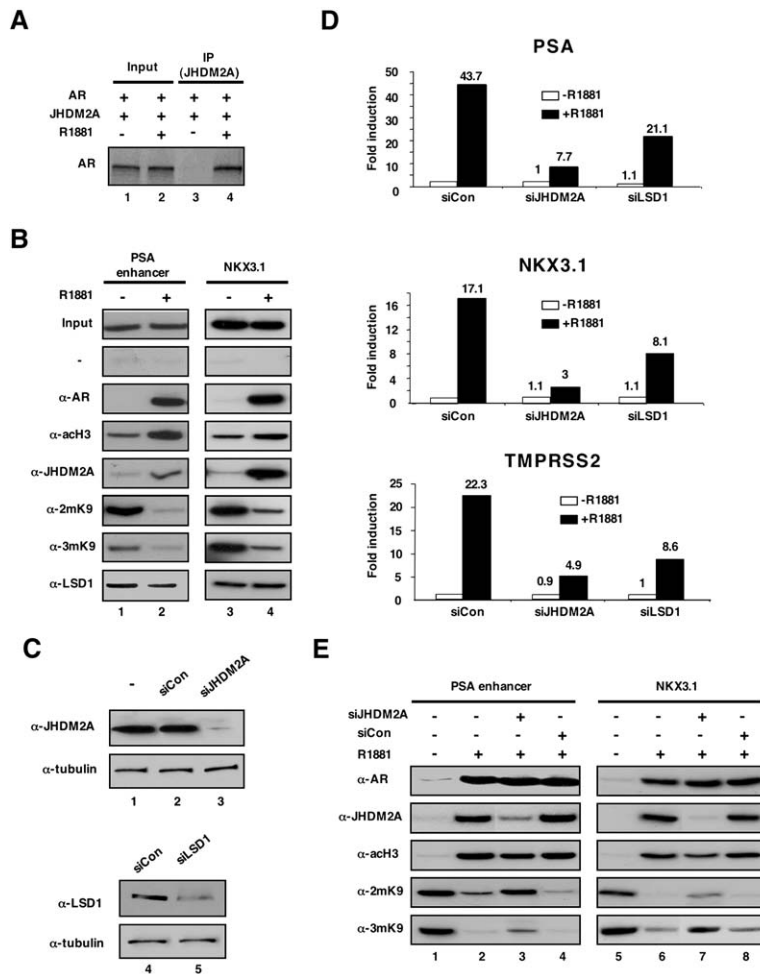 A
Input
IP
(JHDM2A)
AR + + + +
JHDM2A + + + +
R1881 - + - +
AR
1 2 3 4
B
PSA
enhancer
NKX3.1
R1881 - + - +
Input
-
α-AR
α-acH3
α-JHDM2A
α-2mK9
α-3mK9
α-LSD1
1 2 3 4
C
- siCon siJHDM2A
α-JHDM2A
α-tubulin
1 2 3
siCon siLSD1
α-LSD1
α-tubulin
4 5
D
PSA
Fold induction
50
40
30
20
10
0
-R1881
+R1881
43.7
1
7.7
1.1
21.1
siCon siJHDM2A siLSD1
NKX3.1
Fold induction
16
12
8
4
0
-R1881
+R1881
17.1
1.1
3
1.1
8.1
siCon siJHDM2A siLSD1
TMPRSS2
Fold induction
25
20
15
10
5
0
-R1881
+R1881
22.3
0.9
4.9
1
8.6
siCon siJHDM2A siLSD1
E
PSA enhancer NKX3.1
siJHDM2A - - + - - - + -
siCon - - - + - - - +
R1881 - + + + - + + +
α-AR
α-JHDM2A
α-acH3
α-2mK9
α-3mK9
1 2 3 4 5 6 7 8